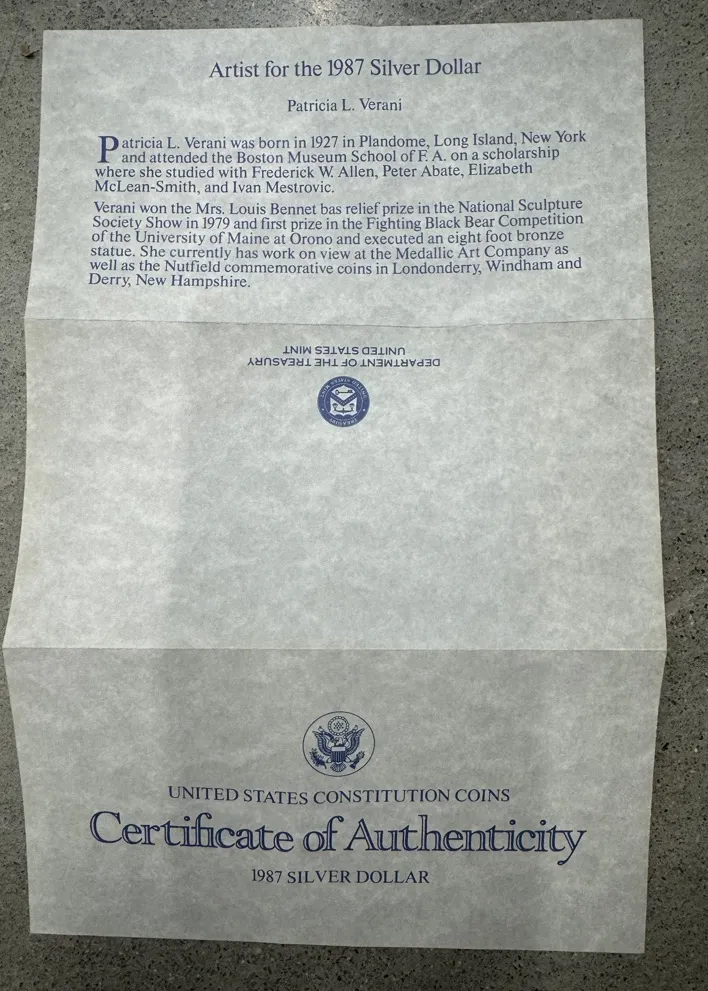 Artist for the 1987 Silver Dollar
Patricia L. Verani
Patricia L. Verani was born in 1927 in Plandome, Long Island, New York
and attended the Boston Museum School of F. A. on a scholarship
where she studied with Frederick W. Allen, Peter Abate, Elizabeth
McLean-Smith, and Ivan Mestrovic.
Verani won the Mrs. Louis Bennet bas relief prize in the National Sculpture
Society Show in 1979 and first prize in the Fighting Black Bear Competition
of the University of Maine at Orono and executed an eight foot bronze
statue. She currently has work on view at the Medallic Art Company as
well as the Nutfield commemorative coins in Londonderry, Windham and
Derry, New Hampshire.
DEPARTMENT OF THE TREASURY
UNITED STATES MINT
UNITED STATES CONSTITUTION COINS
Certificate of Authenticity
1987 SILVER DOLLAR